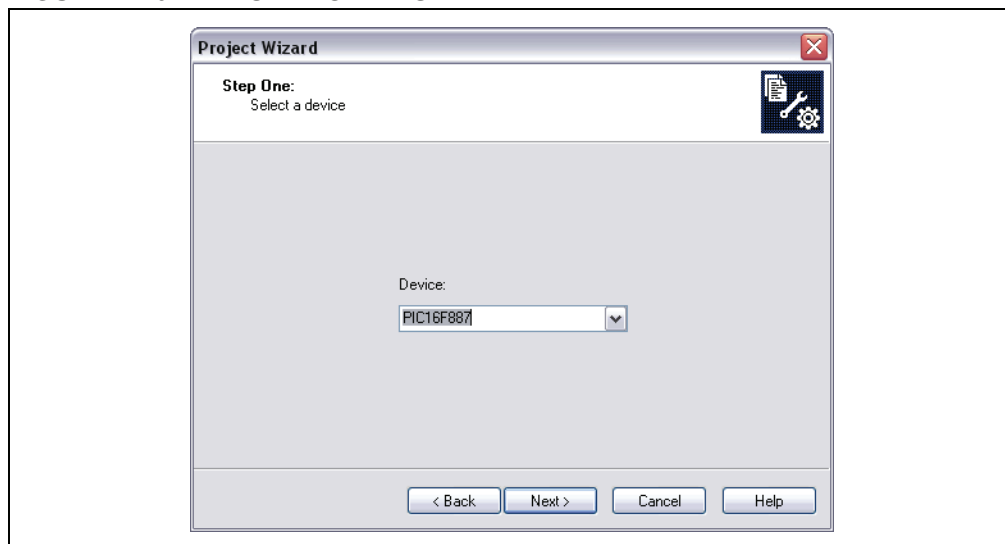 Project Wizard
Step One:
Select a device
Device:
PIC16F887
< Back Next > Cancel Help